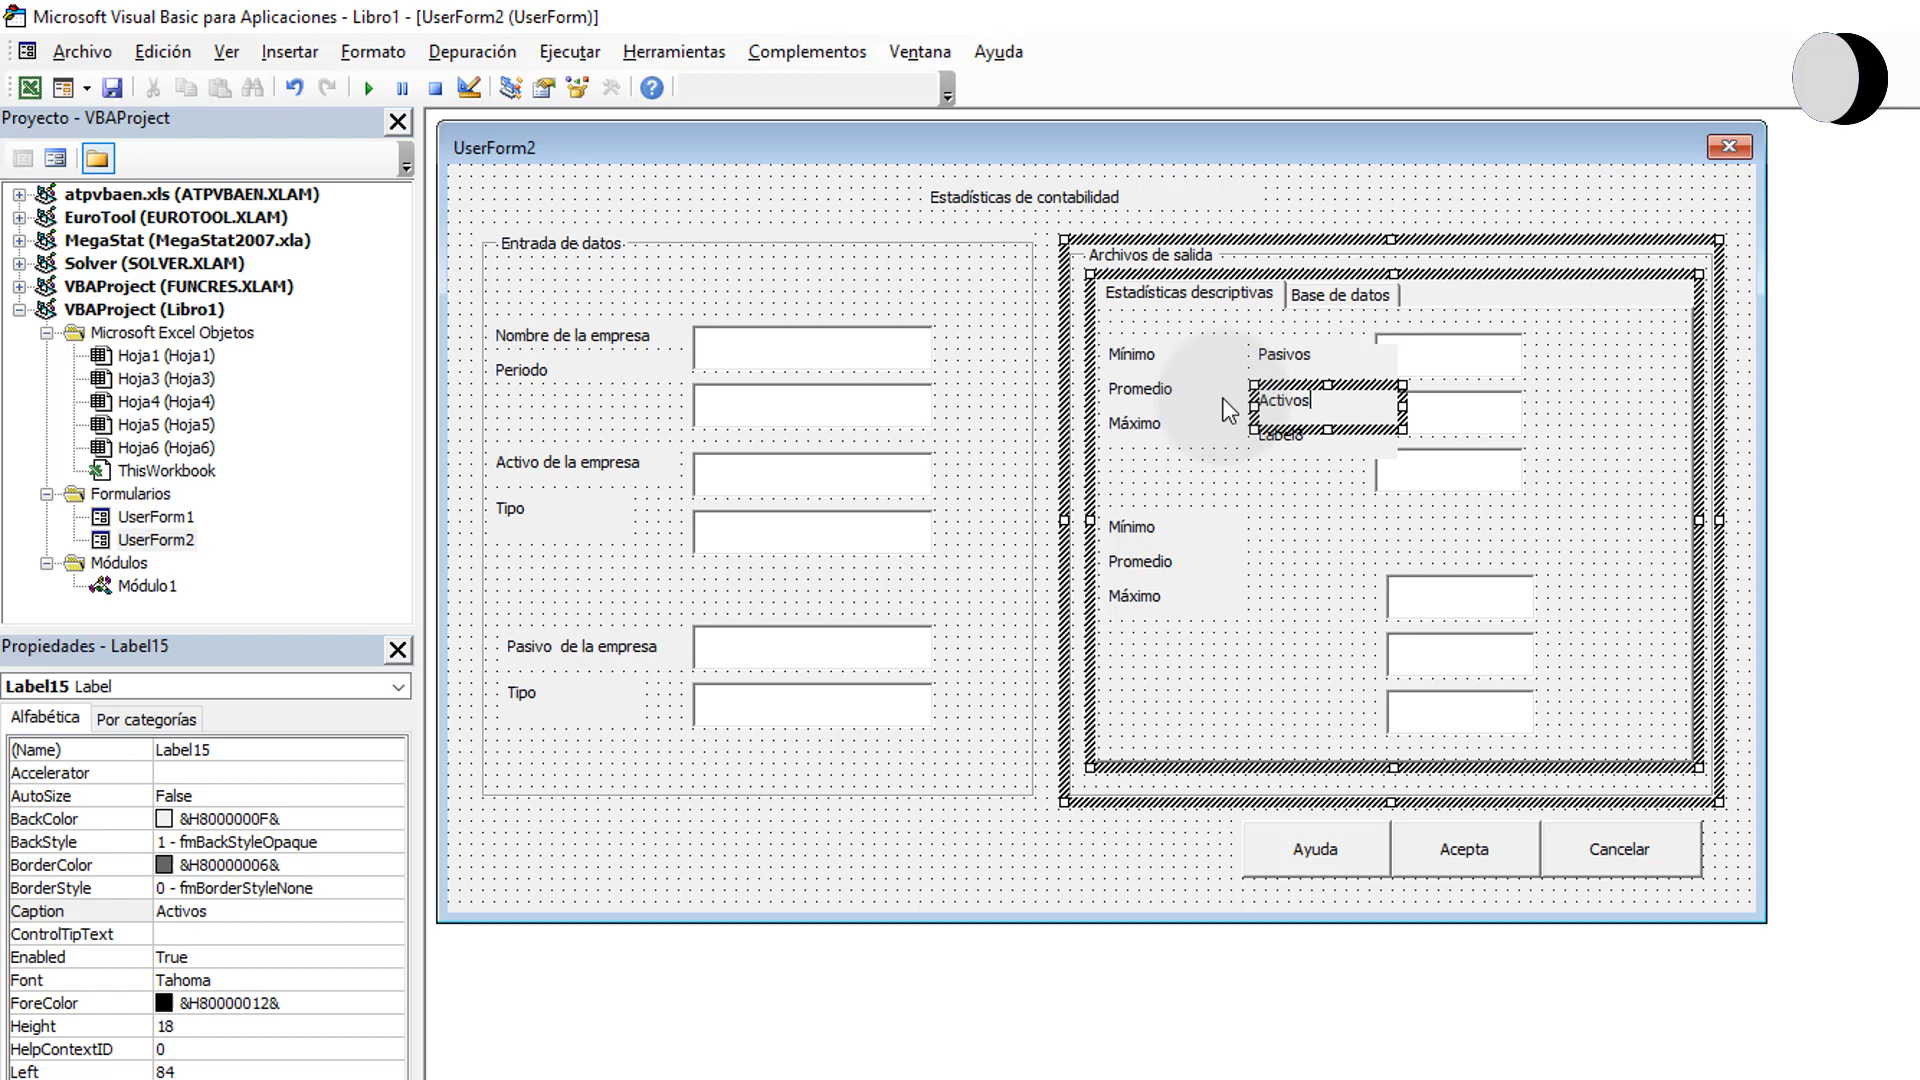 Microsoft Visual Basic para Aplicaciones - Libro1 - [UserForm2 (UserForm)]
Archivo Edición Ver Insertar Formato Depuración Ejecutar Herramientas Complementos Ventana Ayuda
Proyecto - VBAProject
atpvbaen.xls (ATPVBAEN.XLAM)
EuroTool (EUROTOOL.XLAM)
MegaStat (MegaStat2007.xla)
Solver (SOLVER.XLAM)
VBAProject (FUNCRES.XLAM)
VBAProject (Libro1)
Microsoft Excel Objetos
Hoja1 (Hoja1)
Hoja3 (Hoja3)
Hoja4 (Hoja4)
Hoja5 (Hoja5)
Hoja6 (Hoja6)
ThisWorkbook
Formularios
UserForm1
UserForm2
Módulos
Módulo1
Propiedades - Label15
Label15 Label
Alfabética Por categorías
(Name) Label15
Accelerator
AutoSize False
BackColor &H8000000F&
BackStyle 1 - fmBackStyleOpaque
BorderColor &H80000006&
BorderStyle 0 - fmBorderStyleNone
Caption Activos
ControlTipText
Enabled True
Font Tahoma
ForeColor &H80000012&
Height 18
HelpContextID 0
Left 84
UserForm2
Estadísticas de contabilidad
Entrada de datos
Nombre de la empresa
Periodo
Activo de la empresa
Tipo
Pasivo de la empresa
Tipo
Archivos de salida
Estadísticas descriptivas Base de datos
Mínimo Pasivos
Promedio Activos
Máximo
Mínimo
Promedio
Máximo
Ayuda Acepta Cancelar